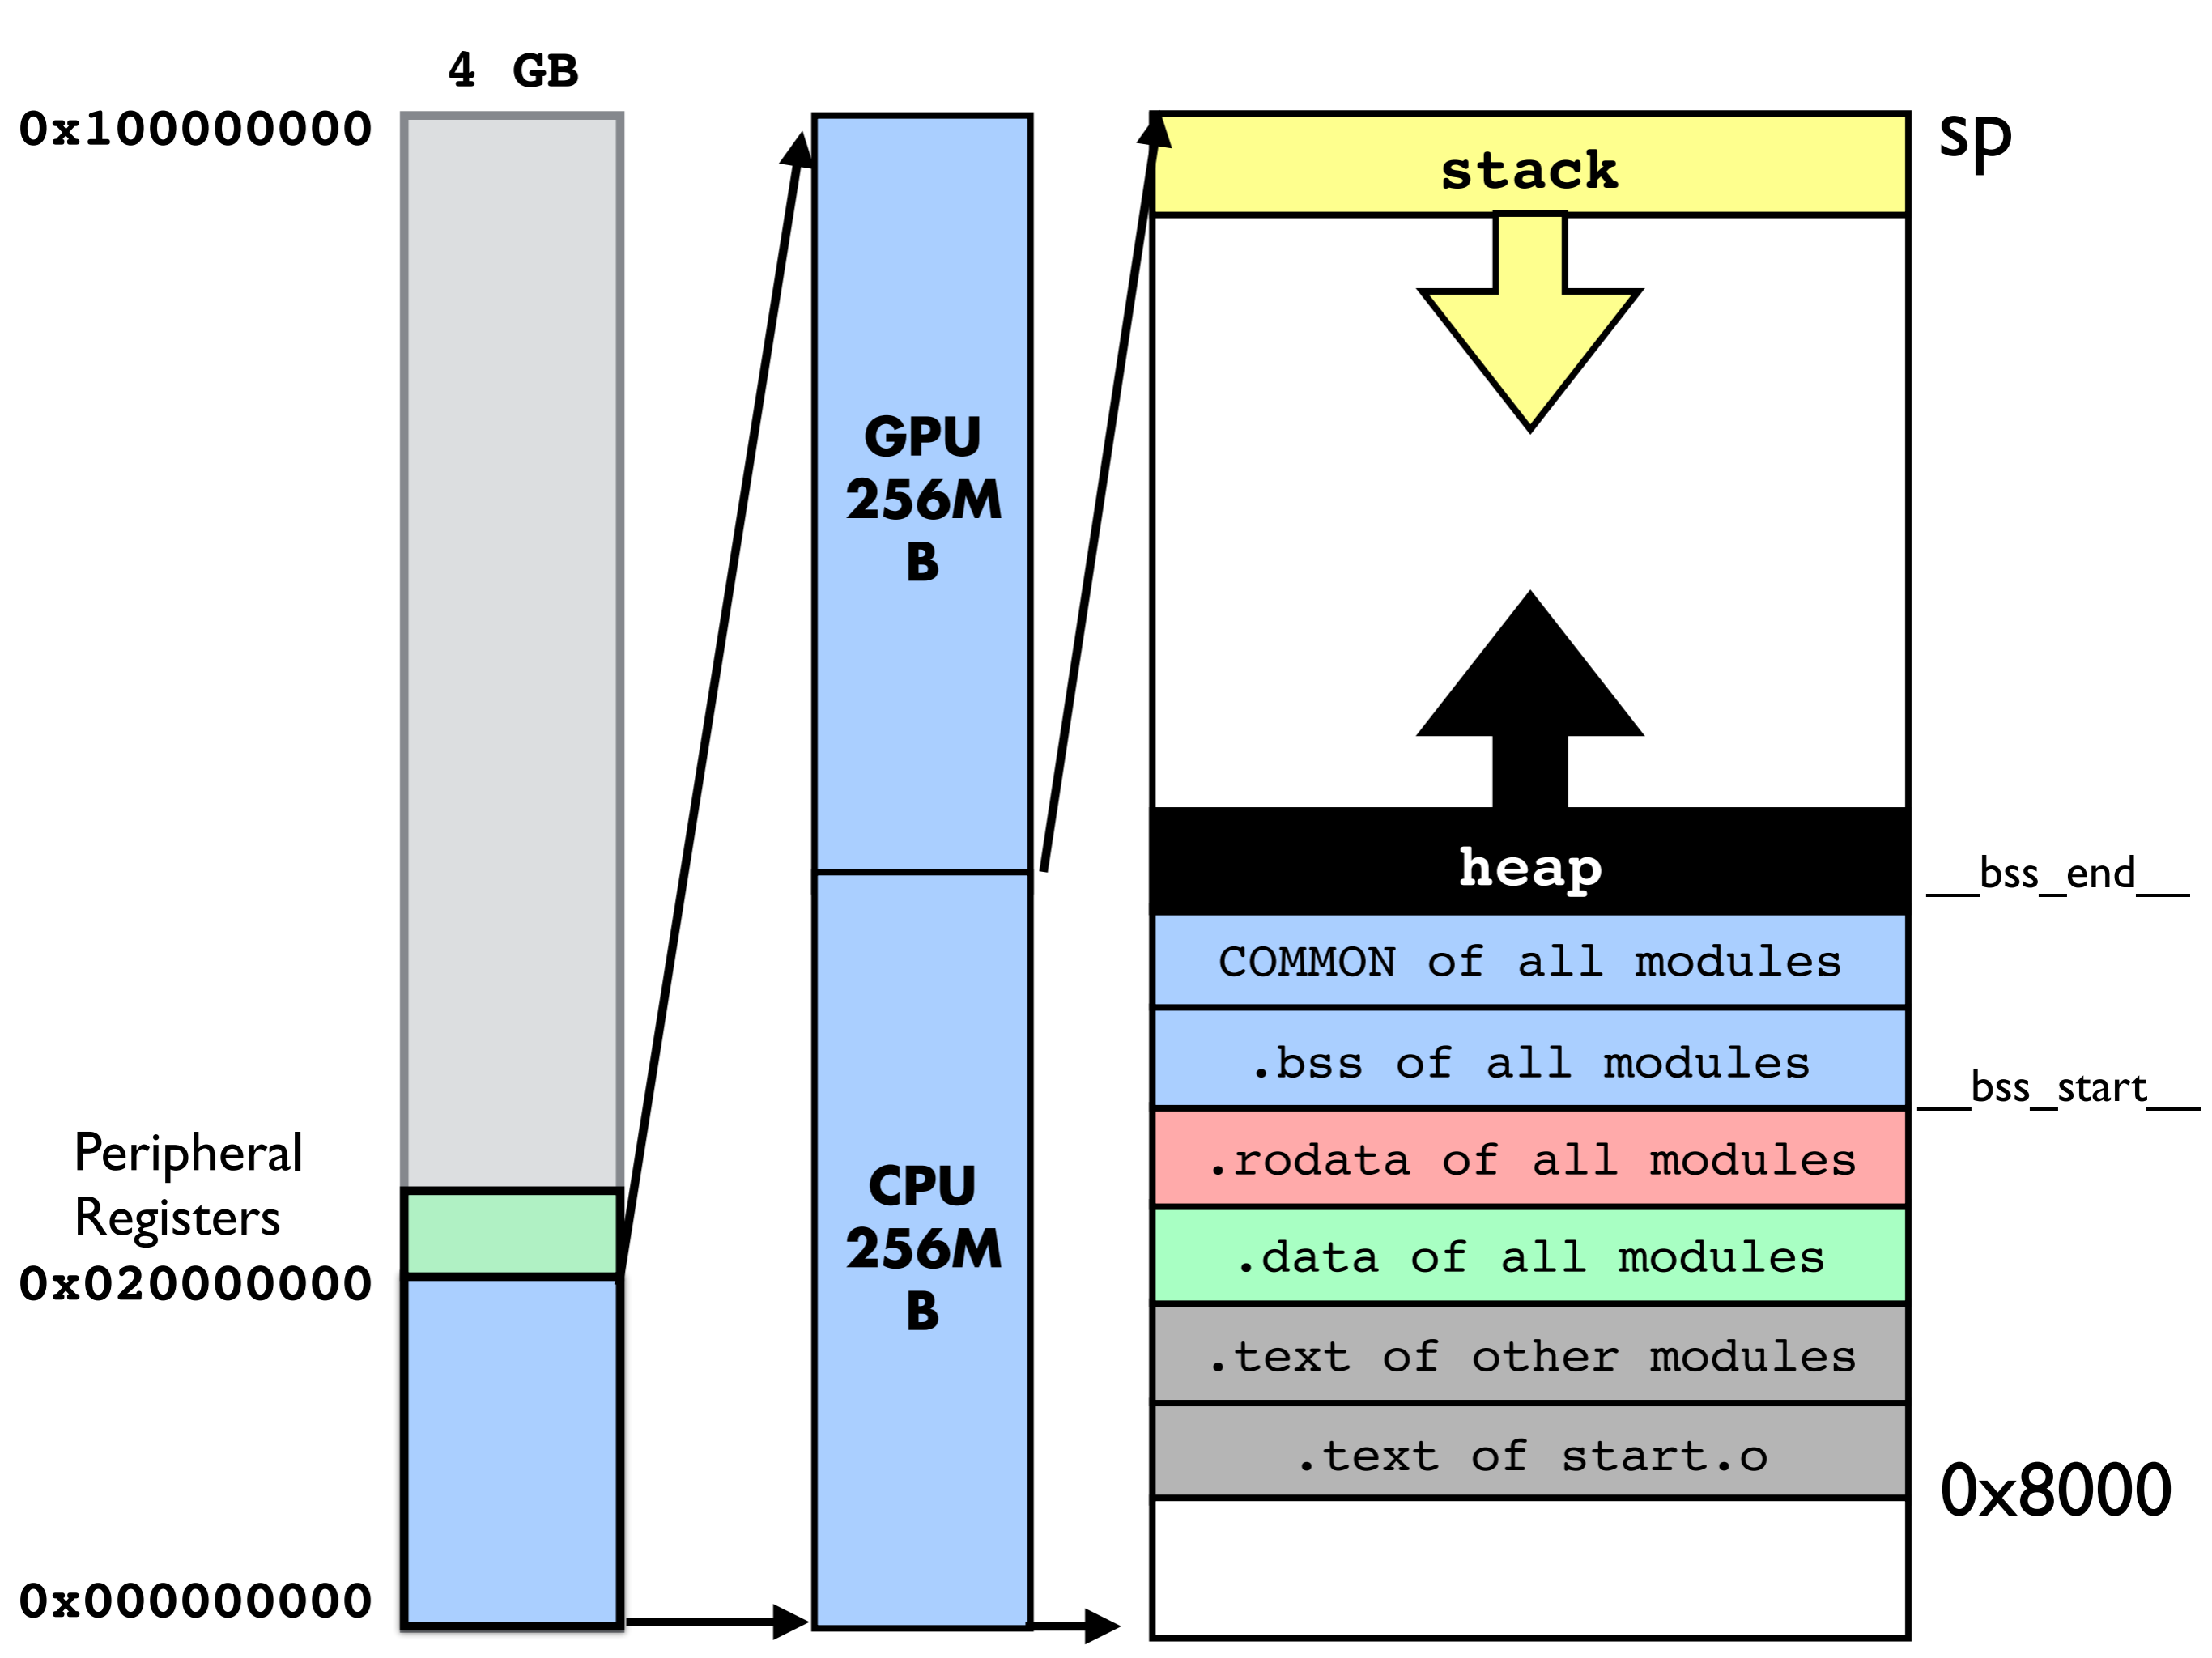 4 GB
0x100000000
Peripheral
Registers
0x020000000
0x000000000
GPU
256M
B
CPU
256M
B
stack
sp
heap
__bss_end__
COMMON of all modules
.bss of all modules
__bss_start__
.rodata of all modules
.data of all modules
.text of other modules
.text of start.o
0x8000